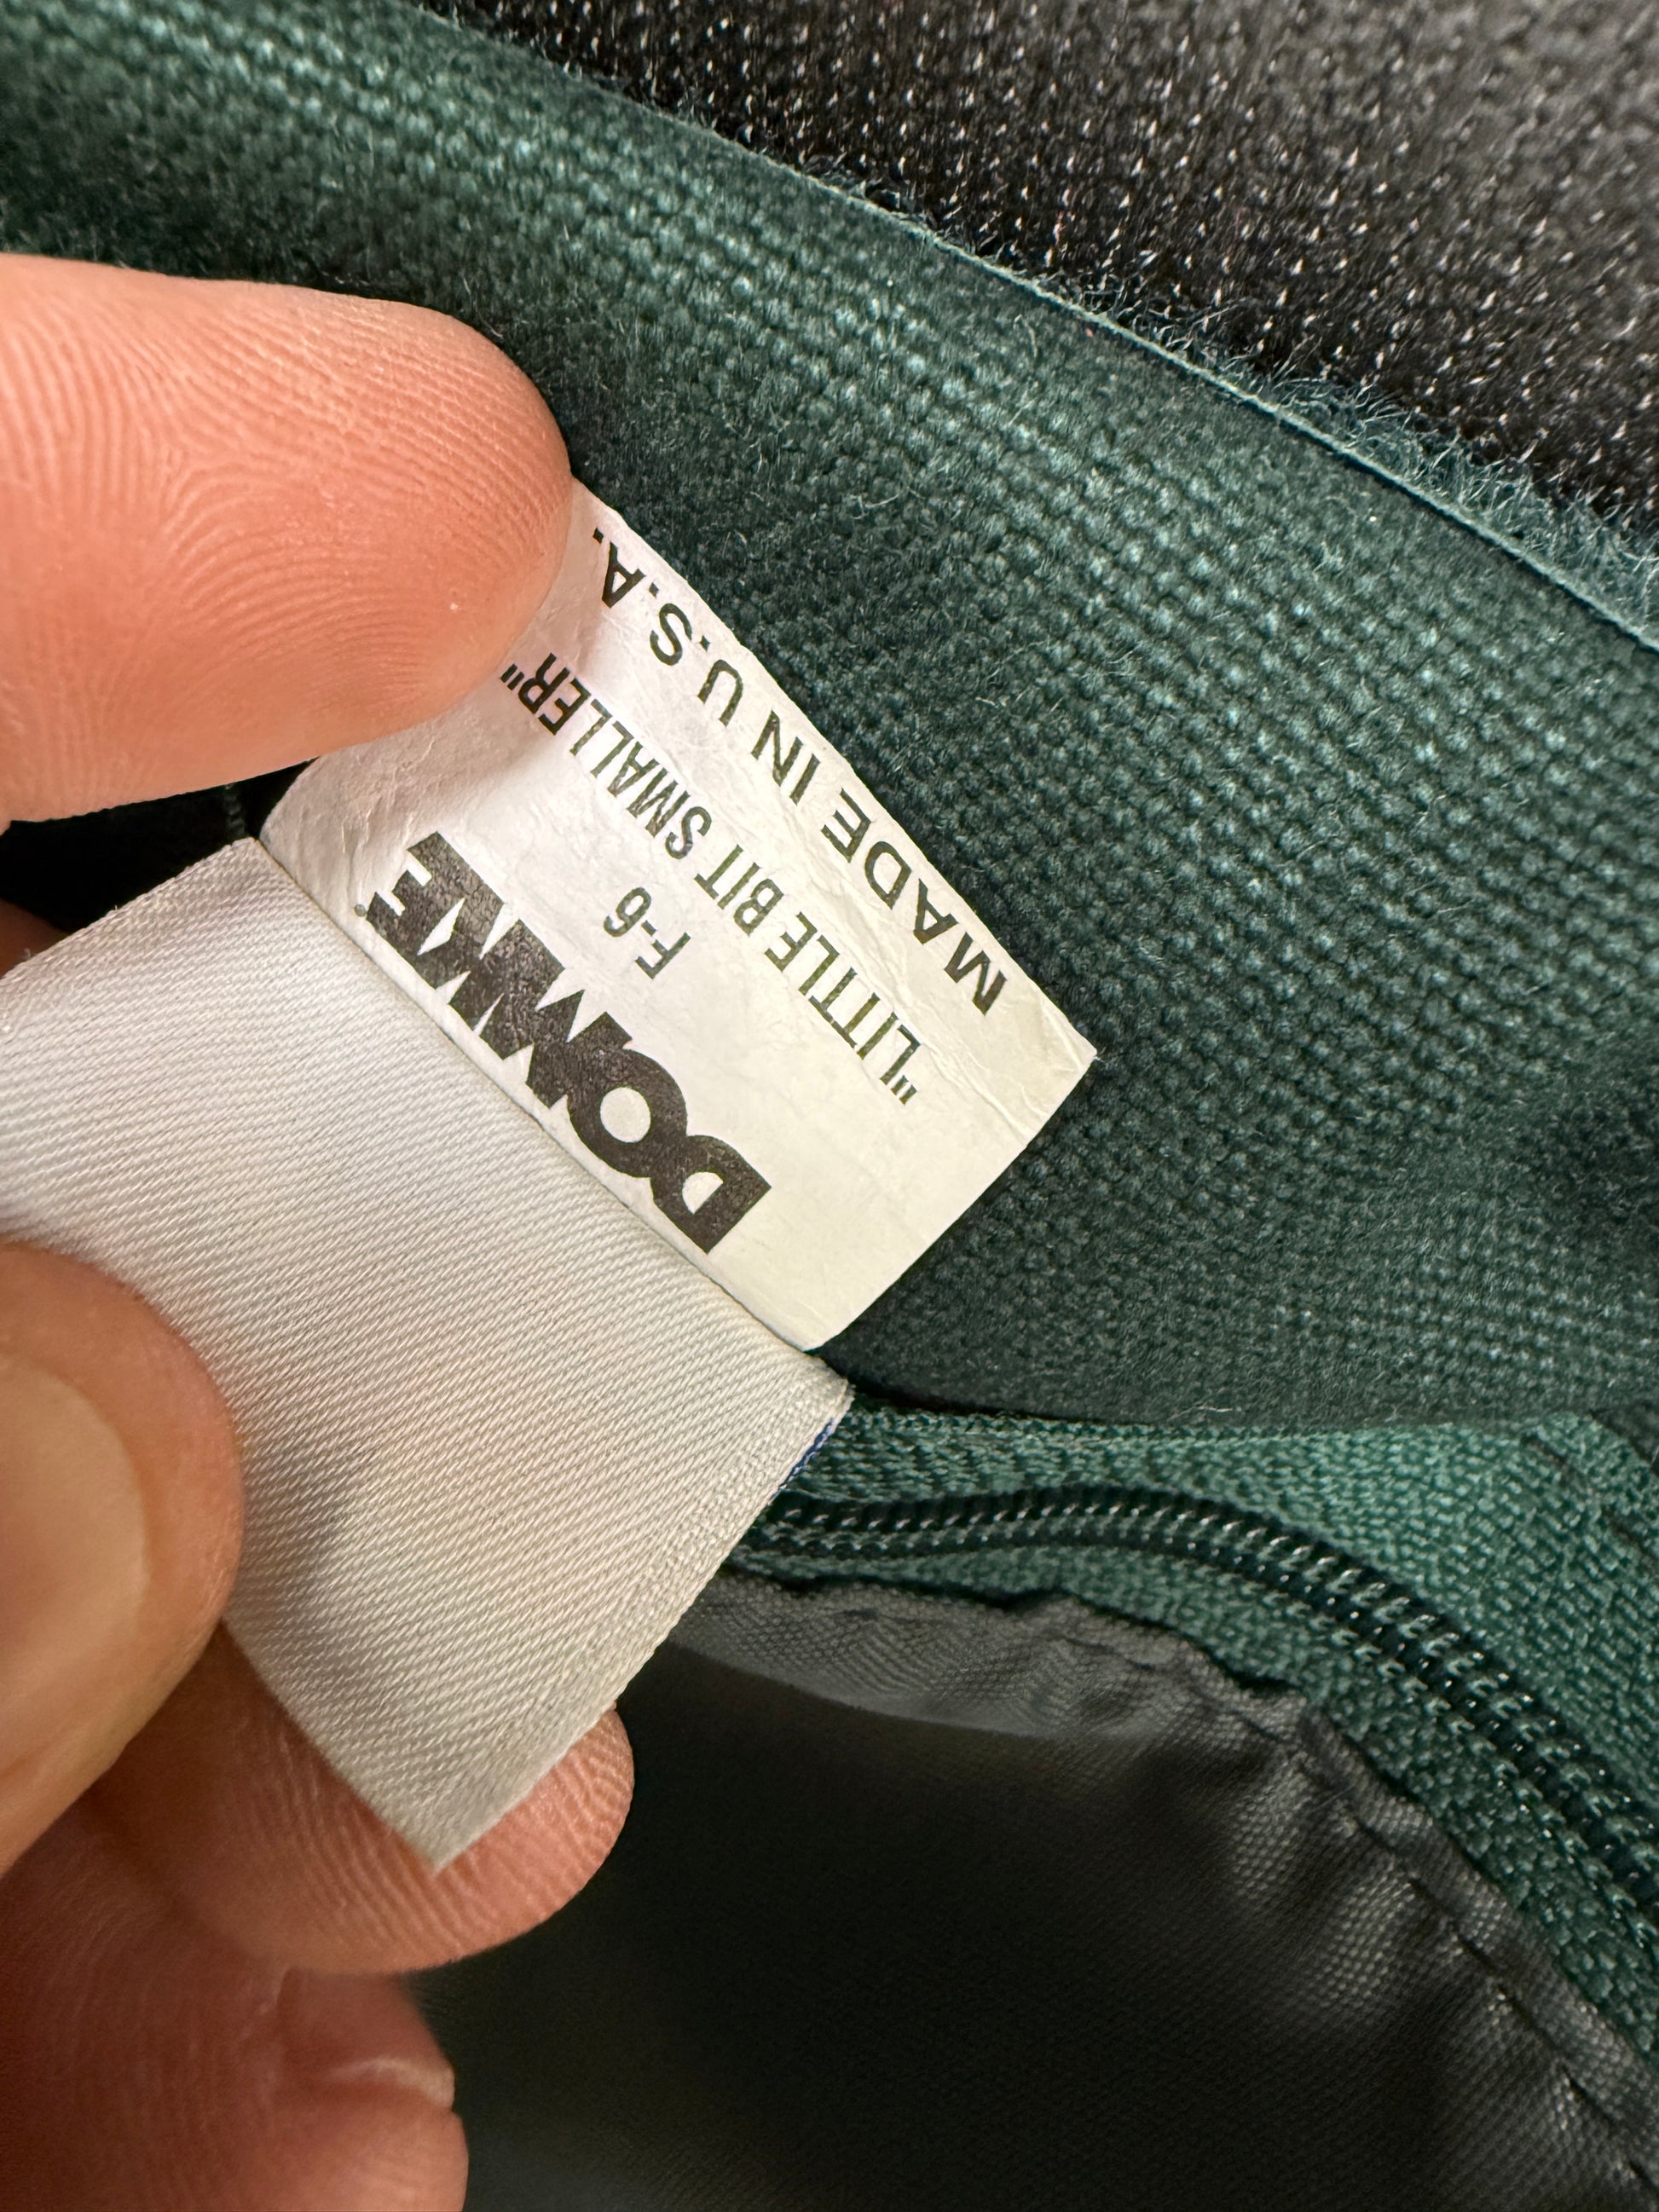 DOMKE
F-6
"LITTLE BIT SMALLER"
MADE IN U.S.A.